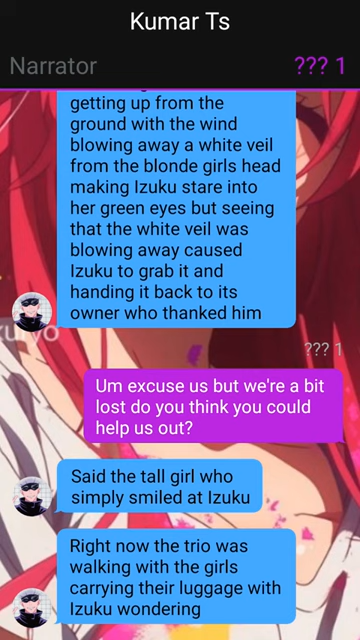 Kumar Ts
Narrator
??? 1
getting up from the
ground with the wind
blowing away a white veil
from the blonde girls head
making Izuku stare into
her green eyes but seeing
that the white veil was
blowing away caused
Izuku to grab it and
handing it back to its
owner who thanked him
??? 1
Um excuse us but we're a bit
lost do you think you could
help us out?
Said the tall girl who
simply smiled at Izuku
Right now the trio was
walking with the girls
carrying their luggage with
Izuku wondering